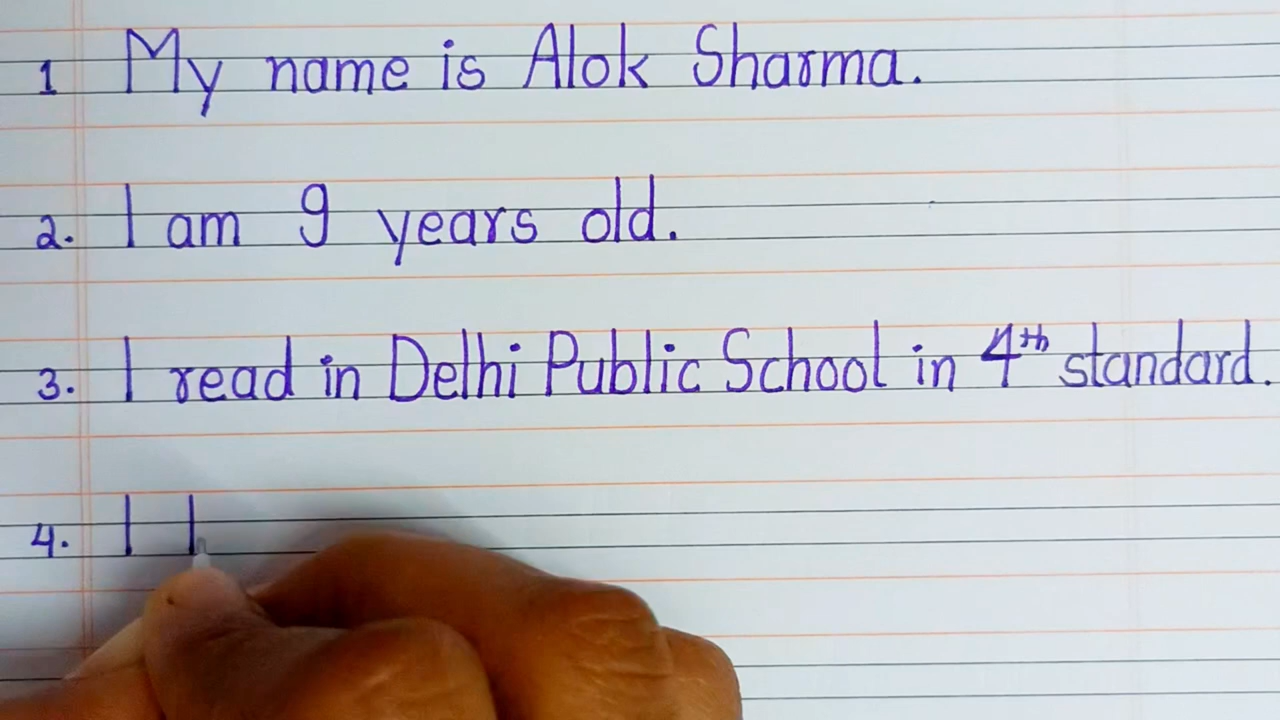 1 My name is Alok Sharma.
2. I am 9 years old.
3. I read in Delhi Public School in 4th standard.
4. I